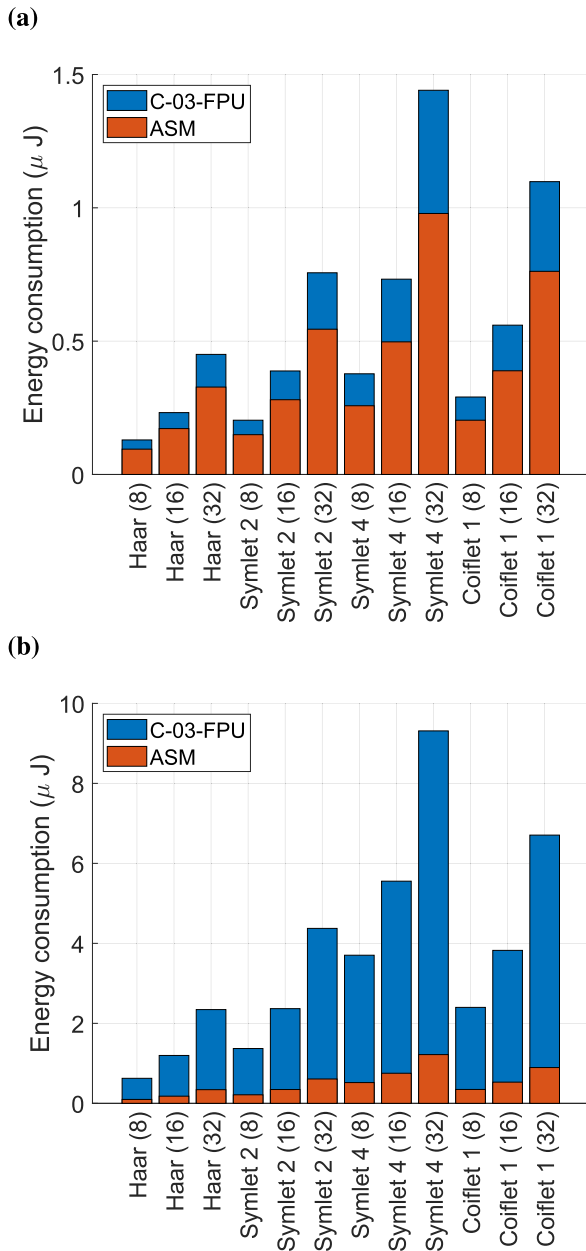 (a)
1.5
C-03-FPU
ASM
1
0.5
0
Energy consumption (μ J)
Haar (8)
Haar (16)
Haar (32)
Symlet 2 (8)
Symlet 2 (16)
Symlet 2 (32)
Symlet 4 (8)
Symlet 4 (16)
Symlet 4 (32)
Coiflet 1 (8)
Coiflet 1 (16)
Coiflet 1 (32)
(b)
10
C-03-FPU
ASM
8
6
4
2
0
Energy consumption (μ J)
Haar (8)
Haar (16)
Haar (32)
Symlet 2 (8)
Symlet 2 (16)
Symlet 2 (32)
Symlet 4 (8)
Symlet 4 (16)
Symlet 4 (32)
Coiflet 1 (8)
Coiflet 1 (16)
Coiflet 1 (32)